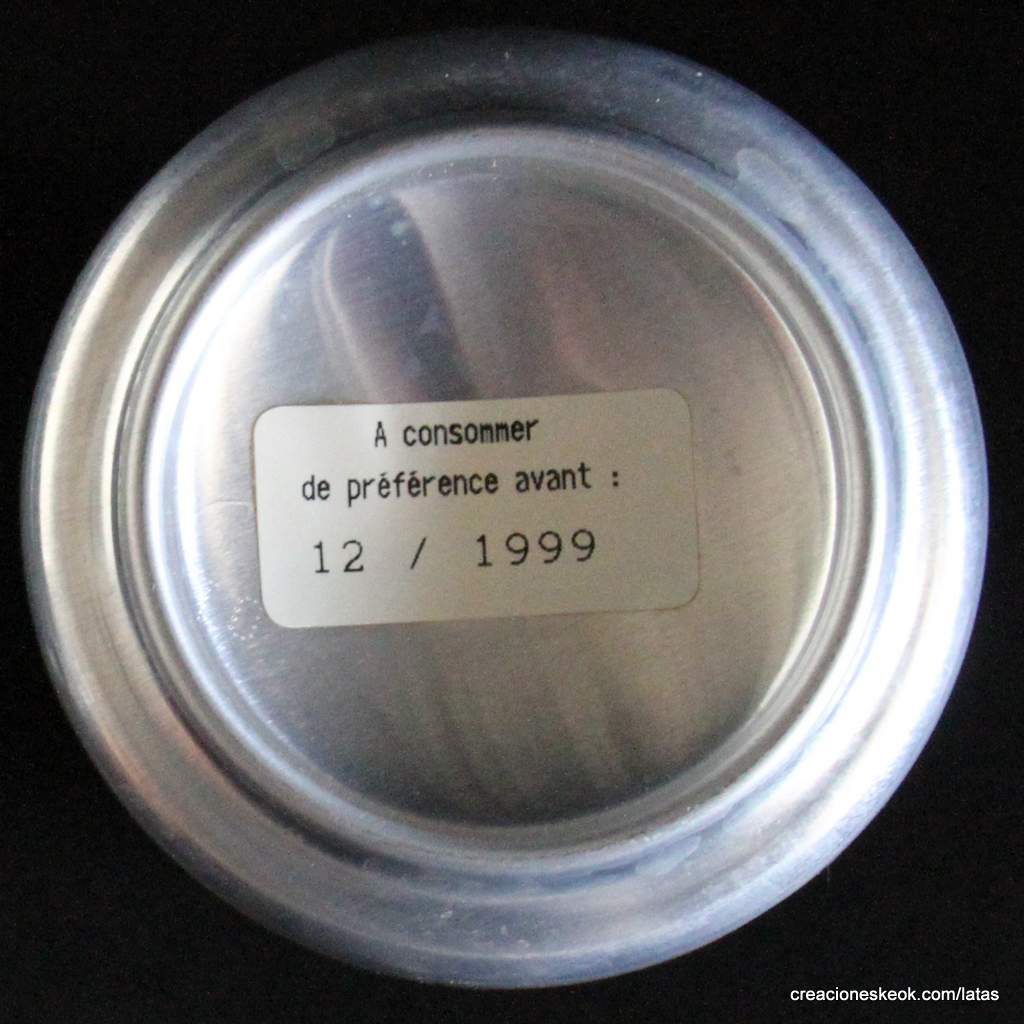 A consommer
de préférence avant :
12 / 1999
creacioneskeok.com/latas